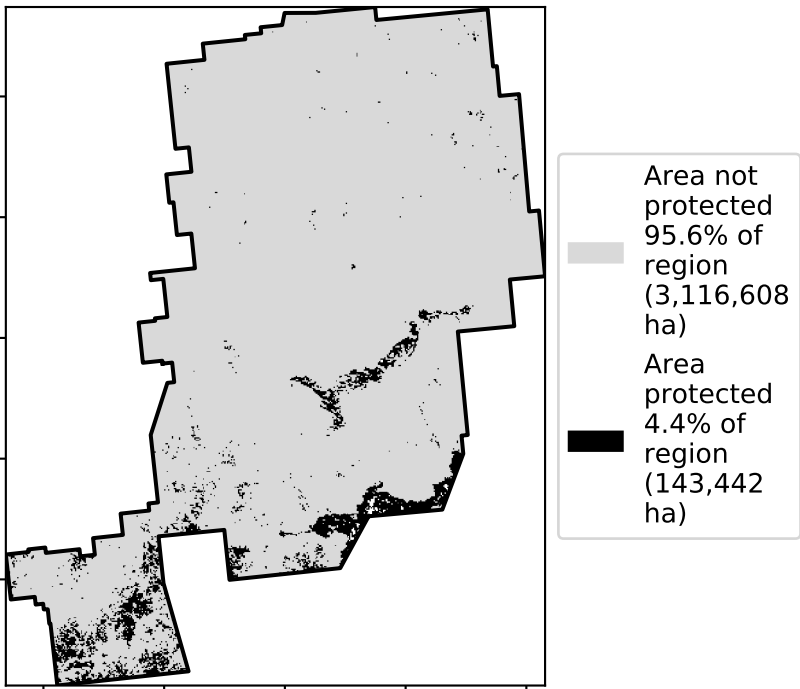 Area not
protected
95.6% of
region
(3,116,608
ha)
Area
protected
4.4% of
region
(143,442
ha)